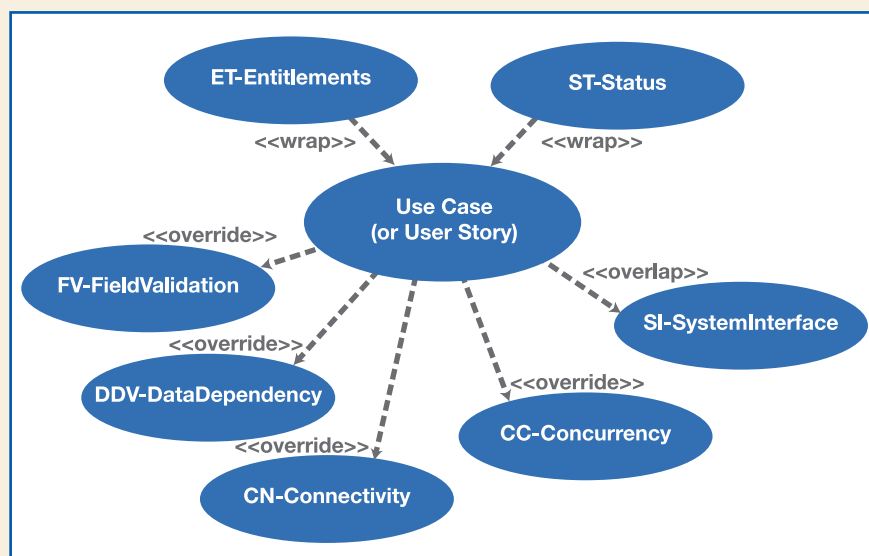 ET-Entitlements
ST-Status
<<wrap>>
<<wrap>>
Use Case
(or User Story)
<<override>>
FV-FieldValidation
<<overlap>>
SI-SystemInterface
<<override>>
DDV-DataDependency
<<override>>
CC-Concurrency
<<override>>
CN-Connectivity